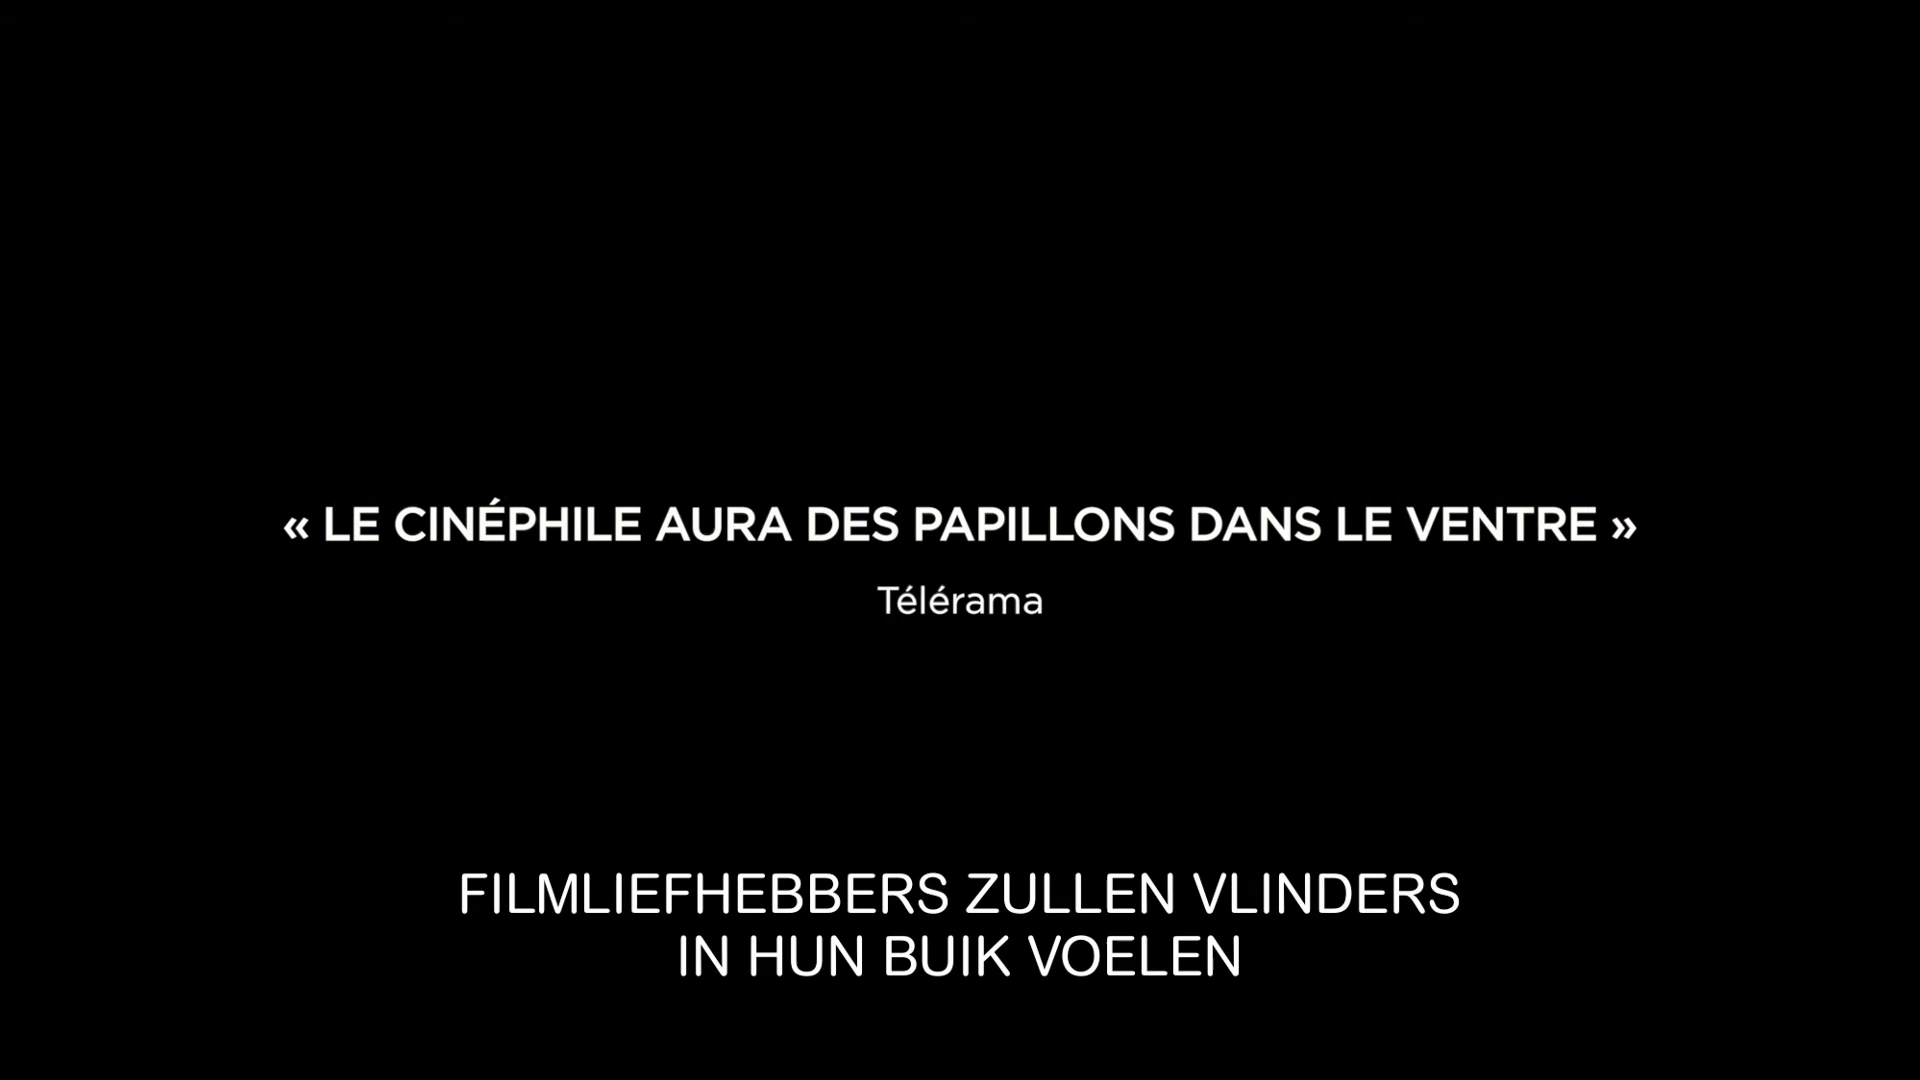 « LE CINÉPHILE AURA DES PAPILLONS DANS LE VENTRE »
Télérama
FILMLIEFHEBBERS ZULLEN VLINDERS
IN HUN BUIK VOELEN